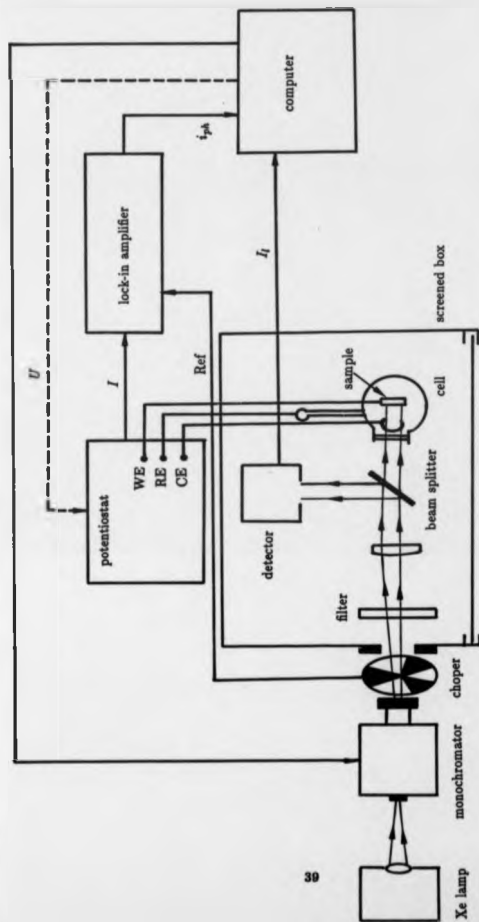 computer
i_ph
lock-in amplifier
U
I
Ref
I_l
potentiostat
WE
RE
CE
screened box
sample
cell
beam splitter
detector
filter
choper
monochromator
Xe lamp
39